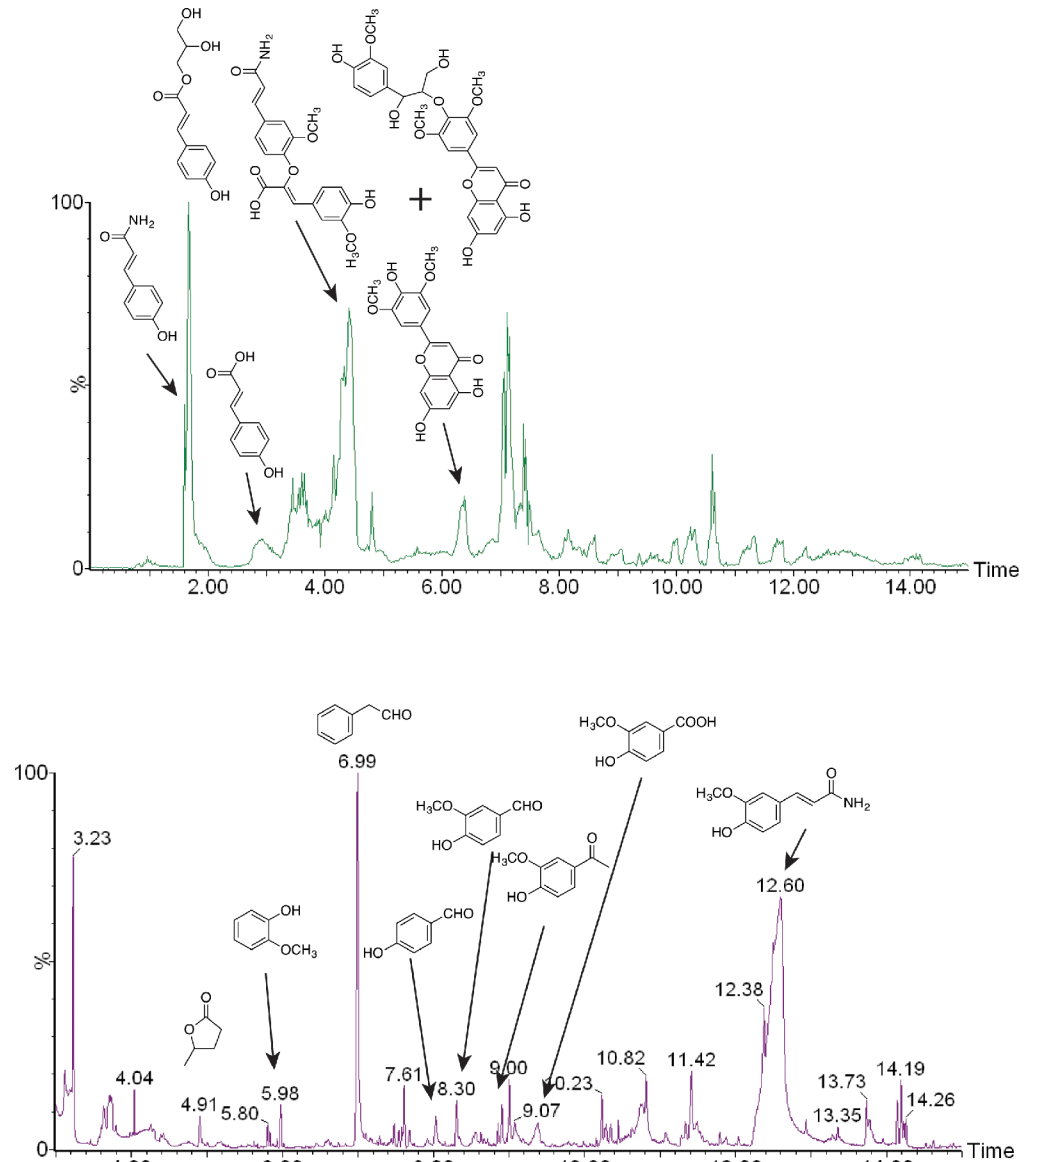 OH
OH
O
O
OH
NH2
O
OCH3
O
O
HO
OH
H3CO
+
OH
OCH3
OH
HO
O
OCH3
OCH3
O
O
OH
HO
NH2
O
OH
OH
O
OH
OH
OCH3
OCH3
O
O
OH
HO
100
%
0
2.00 4.00 6.00 8.00 10.00 12.00 14.00
Time
CHO
6.99
100
3.23
H3CO
CHO
HO
H3CO
O
HO
H3CO
COOH
HO
H3CO
O
NH2
HO
12.60
OH
OCH3
CHO
HO
O
O
%
12.38
4.04
4.91
5.80
5.98
7.61
8.30
9.00
9.07
10.23
10.82
11.42
13.73
13.35
14.19
14.26
0
Time